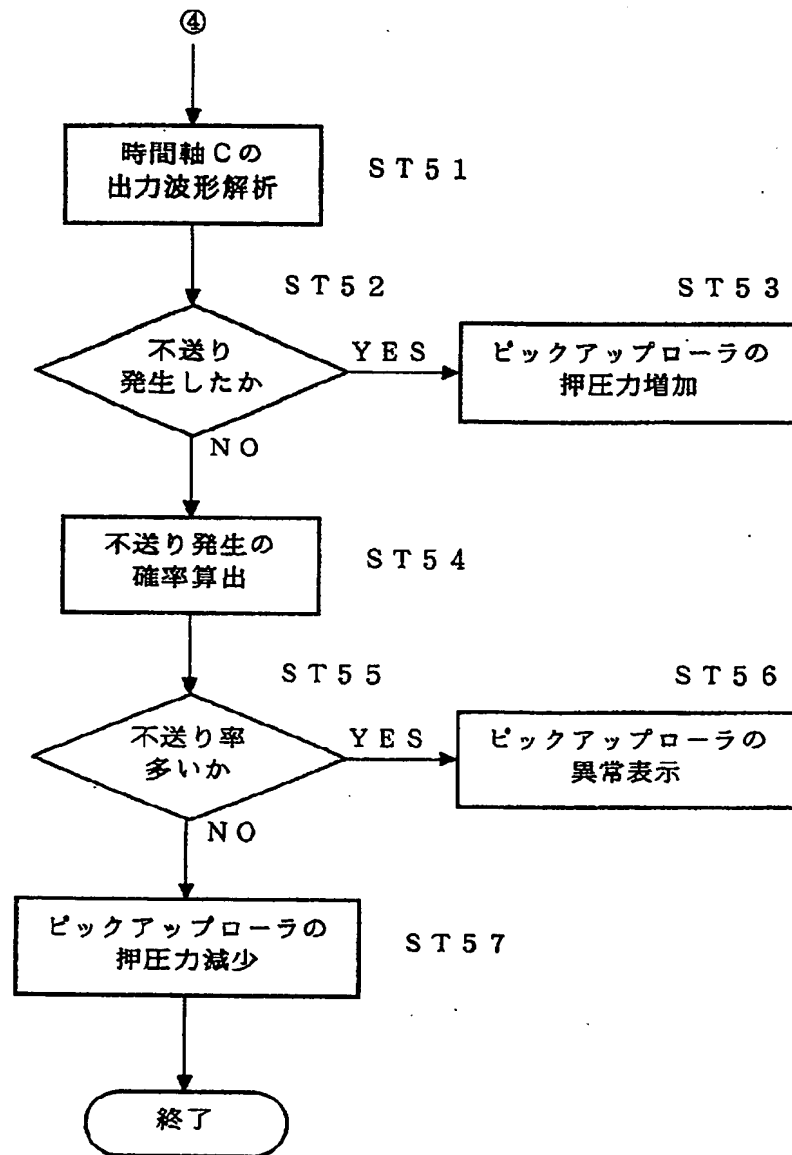 ④
時間軸Cの
出力波形解析
ST51
ST52
不送り
発生したか
YES
ST53
ピックアップローラの
押圧力増加
NO
不送り発生の
確率算出
ST54
ST55
不送り率
多いか
YES
ST56
ピックアップローラの
異常表示
NO
ピックアップローラの
押圧力減少
ST57
終了